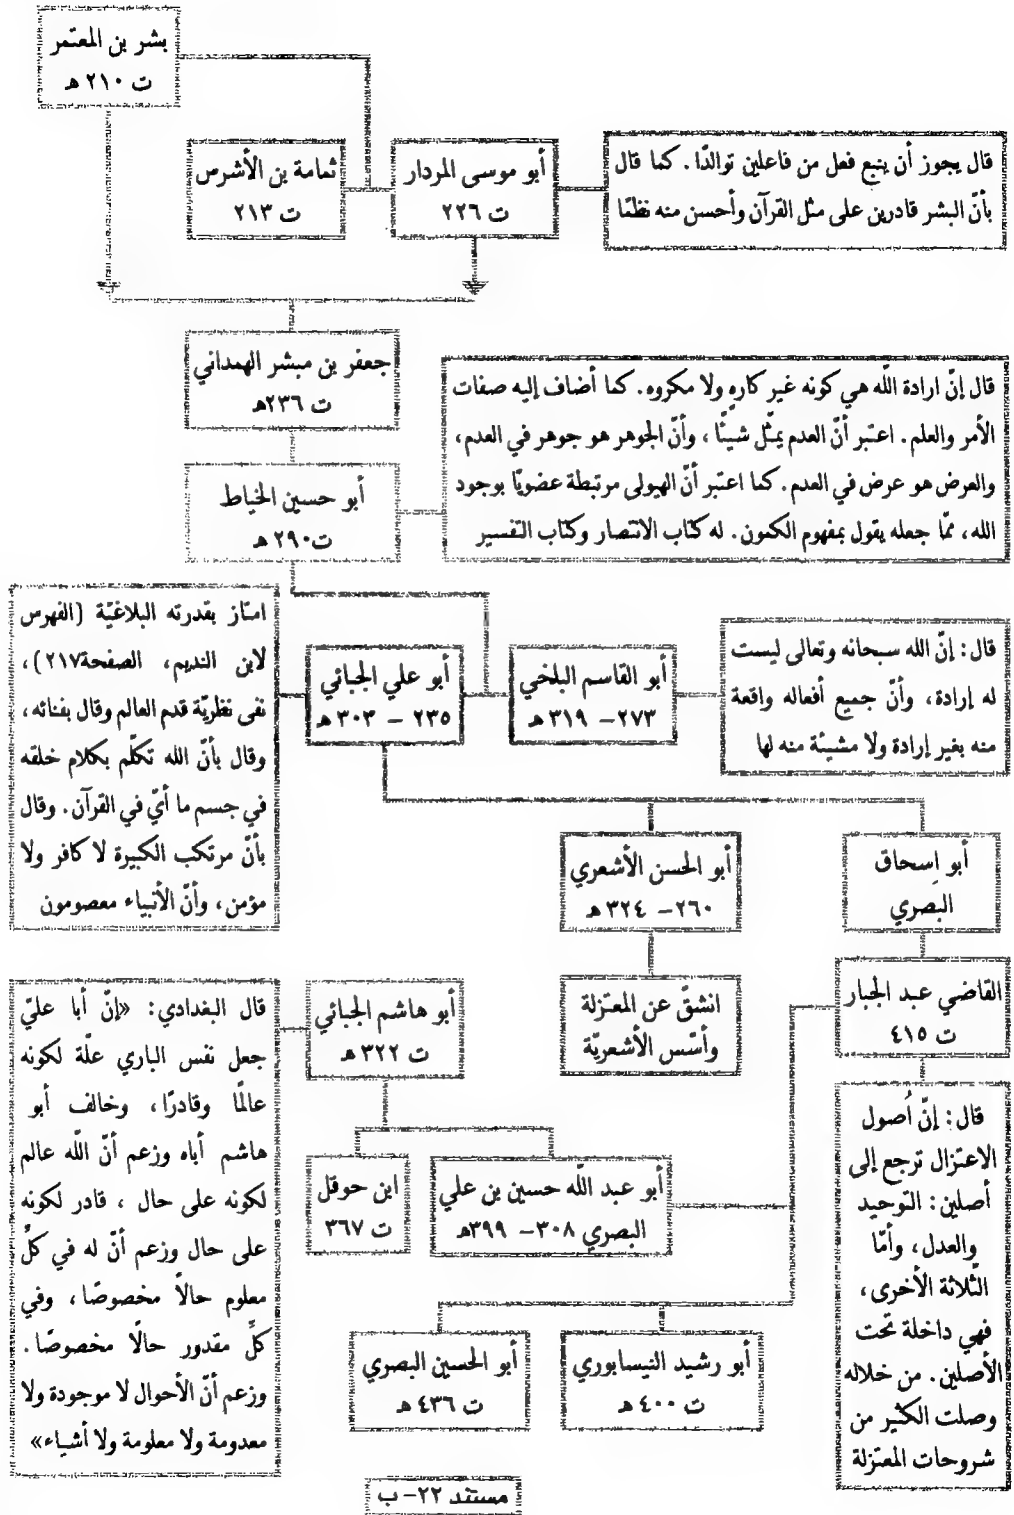 بشر بن المعتمر
ت ٢١٠ هـ
قال يجوز أن ينبع فعل من فاعلين توالدًا. كما قال
بأنّ البشر قادرين على مثل القرآن وأحسن منه نظمًا
أبو موسى المردار
ت ٢٢٦
ثمامة بن الأشرس
ت ٢١٣
جعفر بن مبشر الهمداني
ت ٢٣٦هـ
قال إنّ ارادة اللّه هي كونه غير كارهٍ ولا مكروه. كما أضاف إليه صفات
الأمر والعلم. اعتبر أنّ العدم يمثّل شيئًا، وأنّ الجوهر هو جوهر في العدم،
والعرض هو عرض في العدم. كما اعتبر أنّ الهيولى مرتبطة عضويًا بوجود
الله، ممّا جعله يقول بمفهوم الكمون. له كتاب الانتصار وكتاب التفسير
أبو حسين الخياط
ت٢٩٠ هـ
قال: إنّ الله سبحانه وتعالى ليست
له إرادة، وأنّ جميع أفعاله واقعة
منه بغير إرادة ولا مشيئة منه لها
أبو القاسم البلخي
٢٧٣- ٣١٩ هـ
أبو علي الجبائي
٢٣٥ - ٣٠٣ هـ
امتاز بقدرته البلاغيّة (الفهرس
لابن النديم، الصفحة٢١٧)،
نفى نظريّة قدم العالم وقال بفنائه،
وقال بأنّ الله تكلّم بكلام خلقه
في جسم ما أيّ في القرآن. وقال
بأنّ مرتكب الكبيرة لا كافر ولا
مؤمن، وأنّ الأنبياء معصومون
أبو إسحاق
البصري
أبو الحسن الأشعري
٢٦٠- ٣٢٤ هـ
القاضي عبد الجبار
ت ٤١٥
انشقّ عن المعتزلة
وأسّس الأشعريّة
أبو هاشم الجبائي
ت ٣٢٢ هـ
قال البغدادي: «إنّ أبا عليّ
جعل نفس الباري علّة لكونه
عالمًا وقادرًا، وخالف أبو
هاشم أباه وزعم أنّ اللّه عالم
لكونه على حال ، قادر لكونه
على حال وزعم أنّ له في كلّ
معلوم حالًا مخصوصًا، وفي
كلّ مقدور حالًا مخصوصًا.
وزعم أنّ الأحوال لا موجودة ولا
معدومة ولا معلومة ولا أشياء»
قال: إنّ أصول
الاعتزال ترجع إلى
أصلين: التوحيد
والعدل، وأمّا
الثّلاثة الأخرى،
فهي داخلة تحت
الأصلين. من خلاله
وصلت الكثير من
شروحات المعتزلة
أبو عبد اللّه حسين بن علي
البصري ٣٠٨- ٣٩٩هـ
ابن حوقل
ت ٣٦٧
أبو رشيد النيسابوري
ت ٤٠٠ هـ
أبو الحسين البصري
ت ٤٣٦ هـ
مستند ٢٢- ب